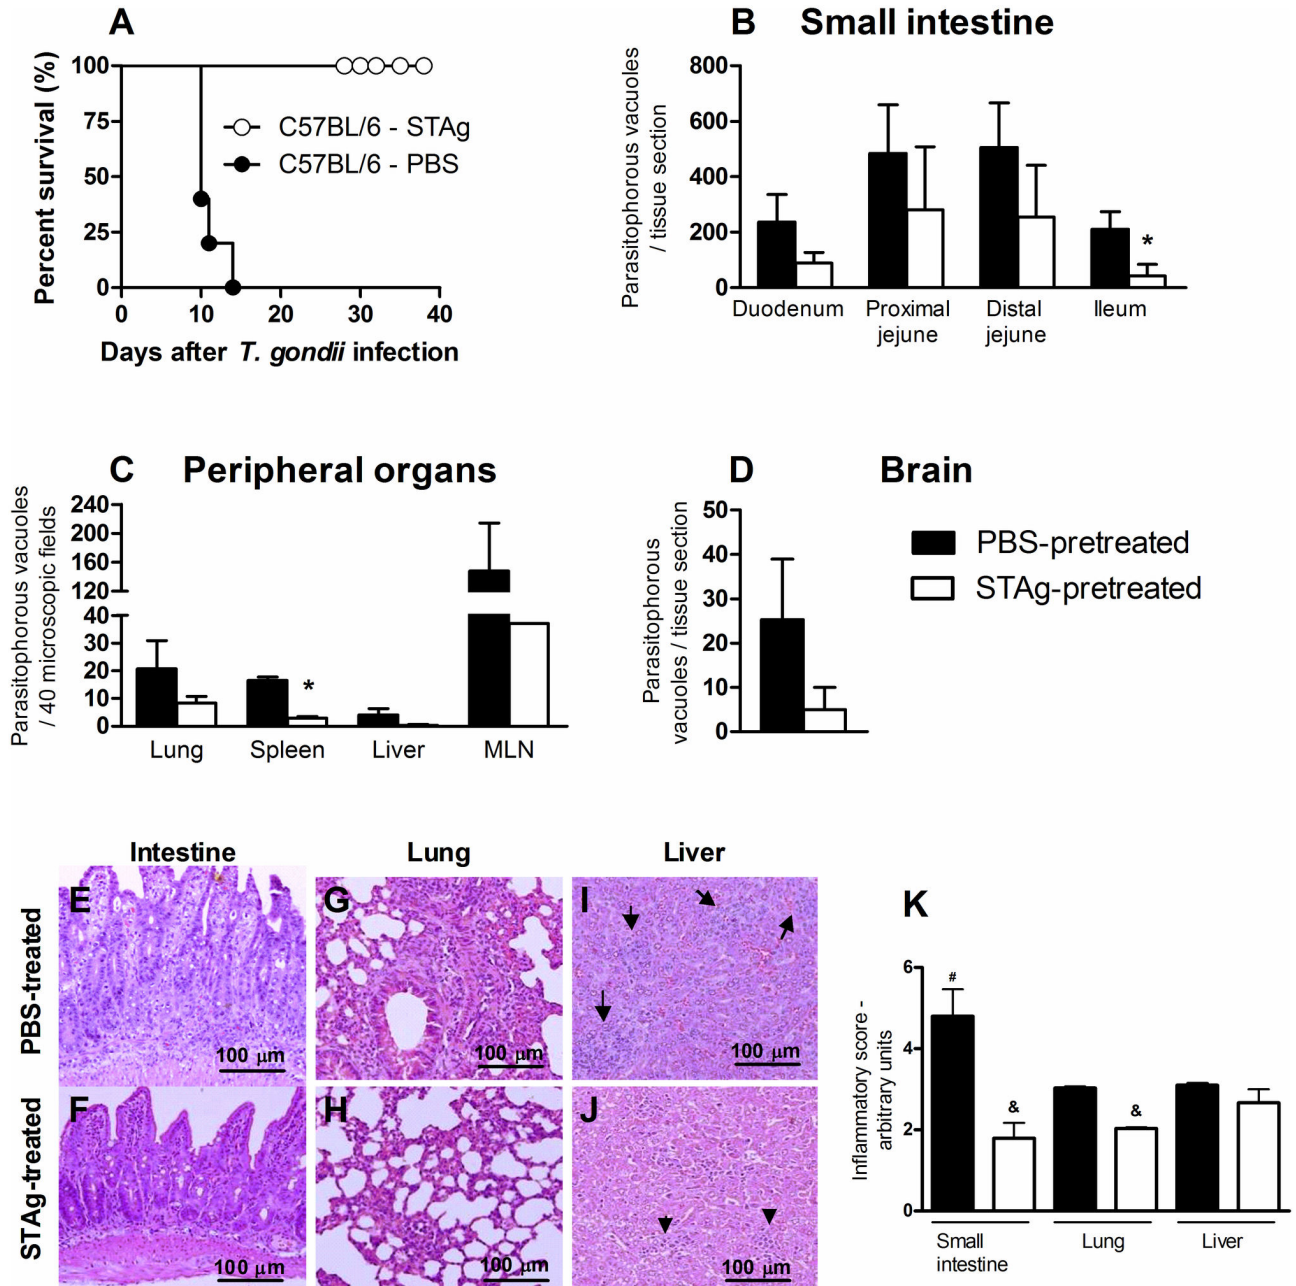 A
Percent survival (%)
100
75
50
25
0
0 10 20 30 40
Days after T. gondii infection
C57BL/6 - STAg
C57BL/6 - PBS
B Small intestine
Parasitophorous vacuoles
/ tissue section
800
600
400
200
0
Duodenum Proximal Distal Ileum
jejune jejune
*
C Peripheral organs
Parasitophorous vacuoles
/ 40 microscopic fields
240
200
160
120
40
30
20
10
0
*
Lung Spleen Liver MLN
D Brain
Parasitophorous
vacuoles / tissue section
50
40
30
20
10
0
PBS-pretreated
STAg-pretreated
Intestine Lung Liver
PBS-treated
E G I
100 μm 100 μm 100 μm
STAg-treated
F H J
100 μm 100 μm 100 μm
K
Inflammatory score -
arbitrary units
6
4
2
0
# & &
Small Lung Liver
intestine